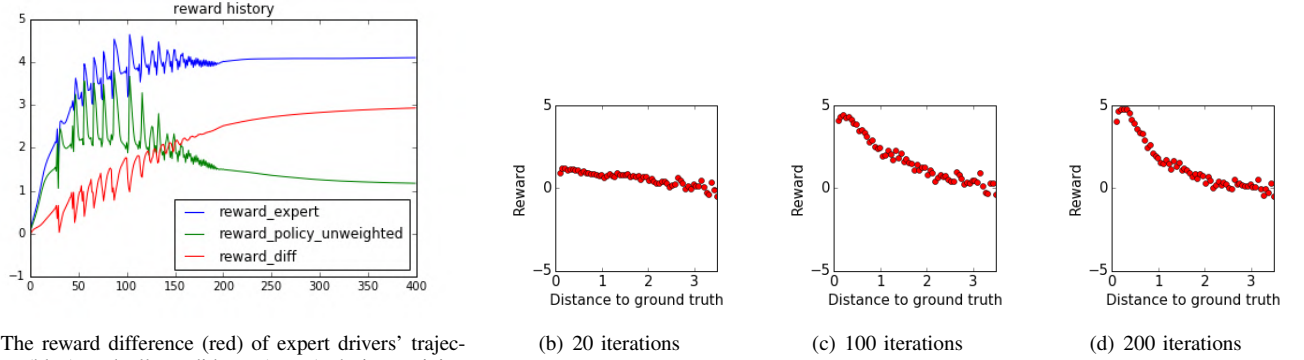 reward history
5
4
3
2
1
0
−1
0 50 100 150 200 250 300 350 400
reward_expert
reward_policy_unweighted
reward_diff
The reward difference (red) of expert drivers' trajec-
5
0
−5
Reward
0 1 2 3
Distance to ground truth
(b) 20 iterations
5
0
−5
Reward
0 1 2 3
Distance to ground truth
(c) 100 iterations
5
0
−5
Reward
0 1 2 3
Distance to ground truth
(d) 200 iterations